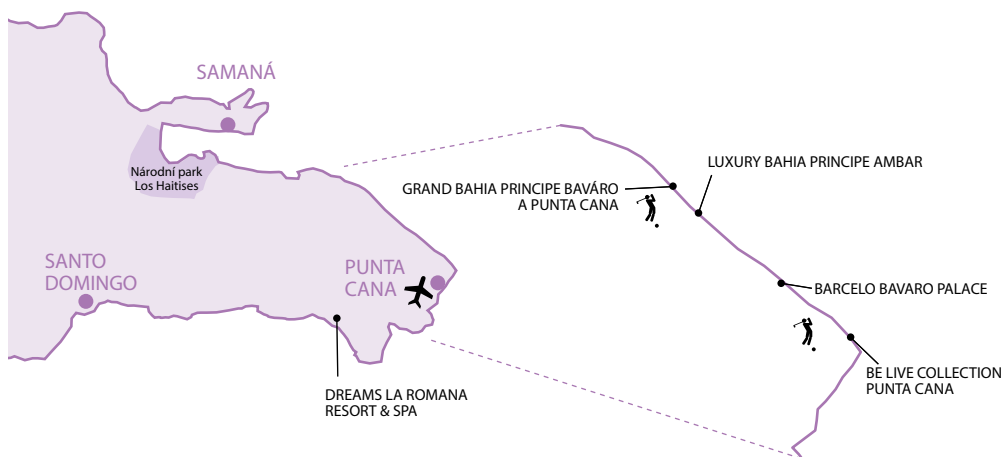 SAMANÁ
Národní park
Los Haitises
SANTO
DOMINGO
PUNTA
CANA
DREAMS LA ROMANA
RESORT & SPA
GRAND BAHIA PRINCIPE BAVÁRO
A PUNTA CANA
LUXURY BAHIA PRINCIPE AMBAR
BARCELO BAVARO PALACE
BE LIVE COLLECTION
PUNTA CANA